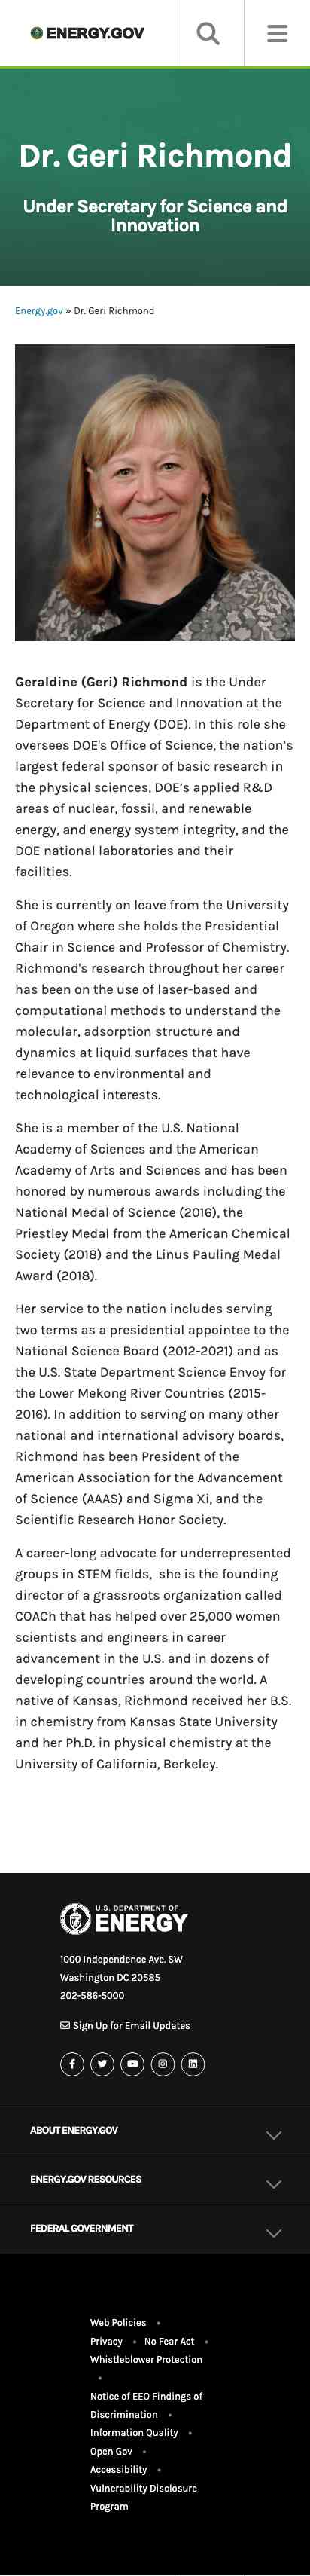 ENERGY.GOV
Dr. Geri Richmond
Under Secretary for Science and
Innovation
Energy.gov » Dr. Geri Richmond
Geraldine (Geri) Richmond is the Under
Secretary for Science and Innovation at the
Department of Energy (DOE). In this role she
oversees DOE's Office of Science, the nation’s
largest federal sponsor of basic research in
the physical sciences, DOE’s applied R&D
areas of nuclear, fossil, and renewable
energy, and energy system integrity, and the
DOE national laboratories and their
facilities.
She is currently on leave from the University
of Oregon where she holds the Presidential
Chair in Science and Professor of Chemistry.
Richmond's research throughout her career
has been on the use of laser-based and
computational methods to understand the
molecular, adsorption structure and
dynamics at liquid surfaces that have
relevance to environmental and
technological interests.
She is a member of the U.S. National
Academy of Sciences and the American
Academy of Arts and Sciences and has been
honored by numerous awards including the
National Medal of Science (2016), the
Priestley Medal from the American Chemical
Society (2018) and the Linus Pauling Medal
Award (2018).
Her service to the nation includes serving
two terms as a presidential appointee to the
National Science Board (2012-2021) and as
the U.S. State Department Science Envoy for
the Lower Mekong River Countries (2015-
2016). In addition to serving on many other
national and international advisory boards,
Richmond has been President of the
American Association for the Advancement
of Science (AAAS) and Sigma Xi, and the
Scientific Research Honor Society.
A career-long advocate for underrepresented
groups in STEM fields,  she is the founding
director of a grassroots organization called
COACh that has helped over 25,000 women
scientists and engineers in career
advancement in the U.S. and in dozens of
developing countries around the world. A
native of Kansas, Richmond received her B.S.
in chemistry from Kansas State University
and her Ph.D. in physical chemistry at the
University of California, Berkeley.
U.S. DEPARTMENT OF
ENERGY
1000 Independence Ave. SW
Washington DC 20585
202-586-5000
Sign Up for Email Updates
ABOUT ENERGY.GOV
ENERGY.GOV RESOURCES
FEDERAL GOVERNMENT
Web Policies •
Privacy • No Fear Act •
Whistleblower Protection
•
Notice of EEO Findings of
Discrimination •
Information Quality •
Open Gov •
Accessibility •
Vulnerability Disclosure
Program